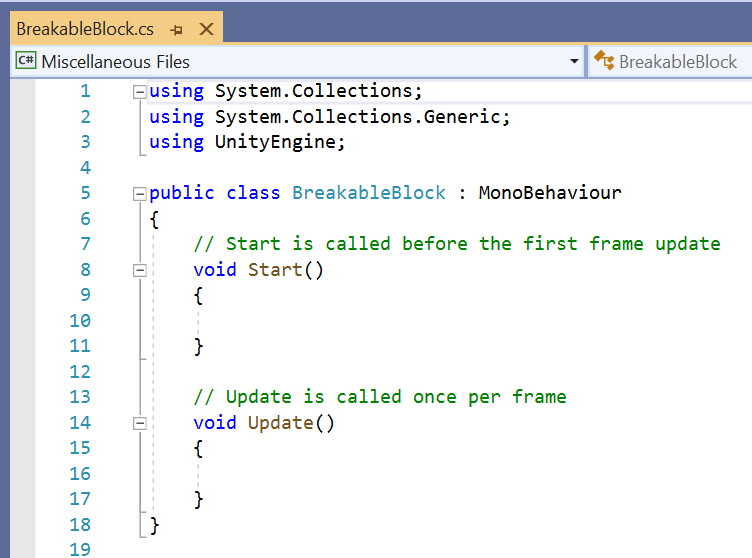 BreakableBlock.cs
C# Miscellaneous Files BreakableBlock
1 using System.Collections;
2 using System.Collections.Generic;
3 using UnityEngine;
4
5 public class BreakableBlock : MonoBehaviour
6 {
7 // Start is called before the first frame update
8 void Start()
9 {
10
11 }
12
13 // Update is called once per frame
14 void Update()
15 {
16
17 }
18 }
19